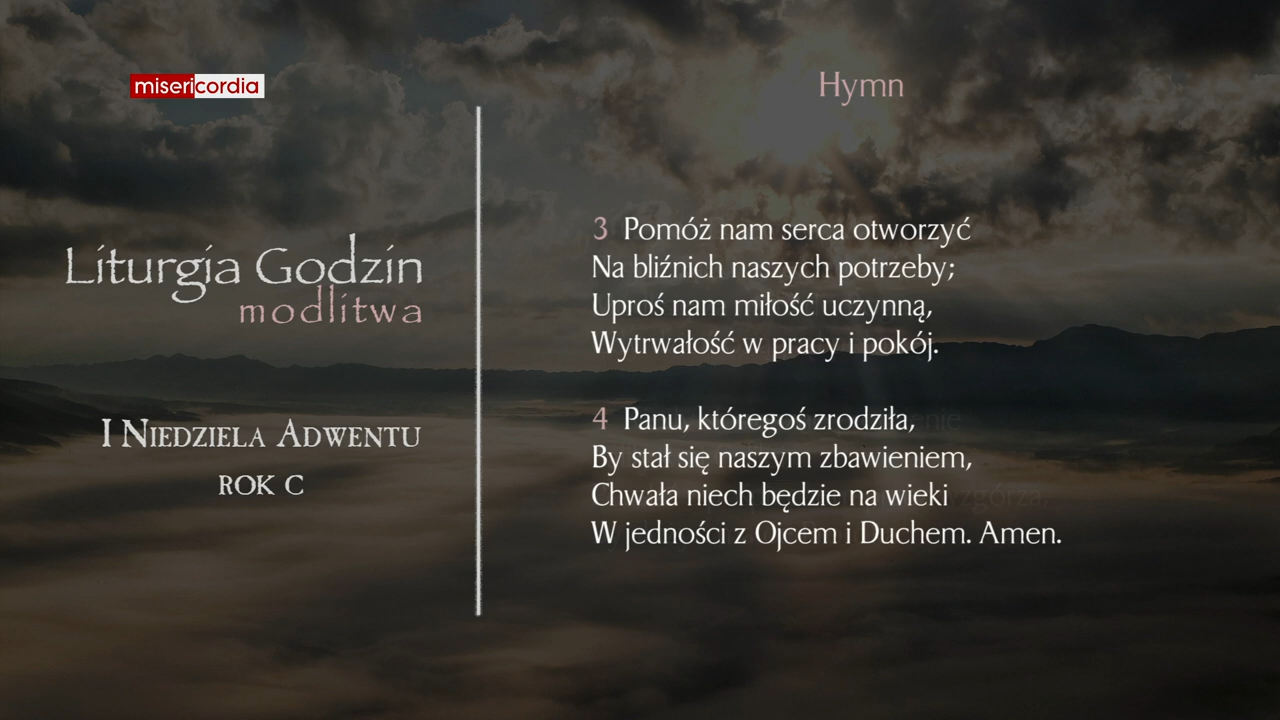 misericordia
Hymn
Liturgia Godzin
modlitwa
I Niedziela Adwentu
rok C
3 Pomóż nam serca otworzyć
Na bliźnich naszych potrzeby;
Uproś nam miłość uczynną,
Wytrwałość w pracy i pokój.
4 Panu, któregoś zrodziła,
By stał się naszym zbawieniem,
Chwała niech będzie na wieki
W jedności z Ojcem i Duchem. Amen.